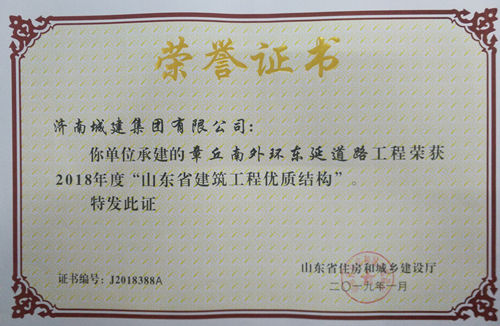 荣誉证书
济南城建集团有限公司：
你单位承建的章丘南外环东延道路工程荣获
2018年度“山东省建筑工程优质结构”。
特发此证
山东省住房和城乡建设厅
证书编号：J2018388A
二〇一九年一月